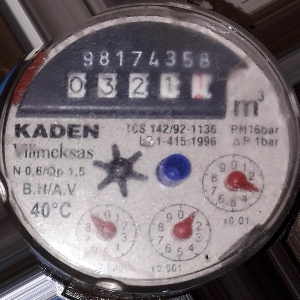 98174358
0321
m³
KADEN
TCS 142/92-1136 PN16bar
Vilimeksas
1-415:1996 ΔP 1bar
N 0,6/Qp 1,5
B.H/A.V
40°C
x0.01
x0.001